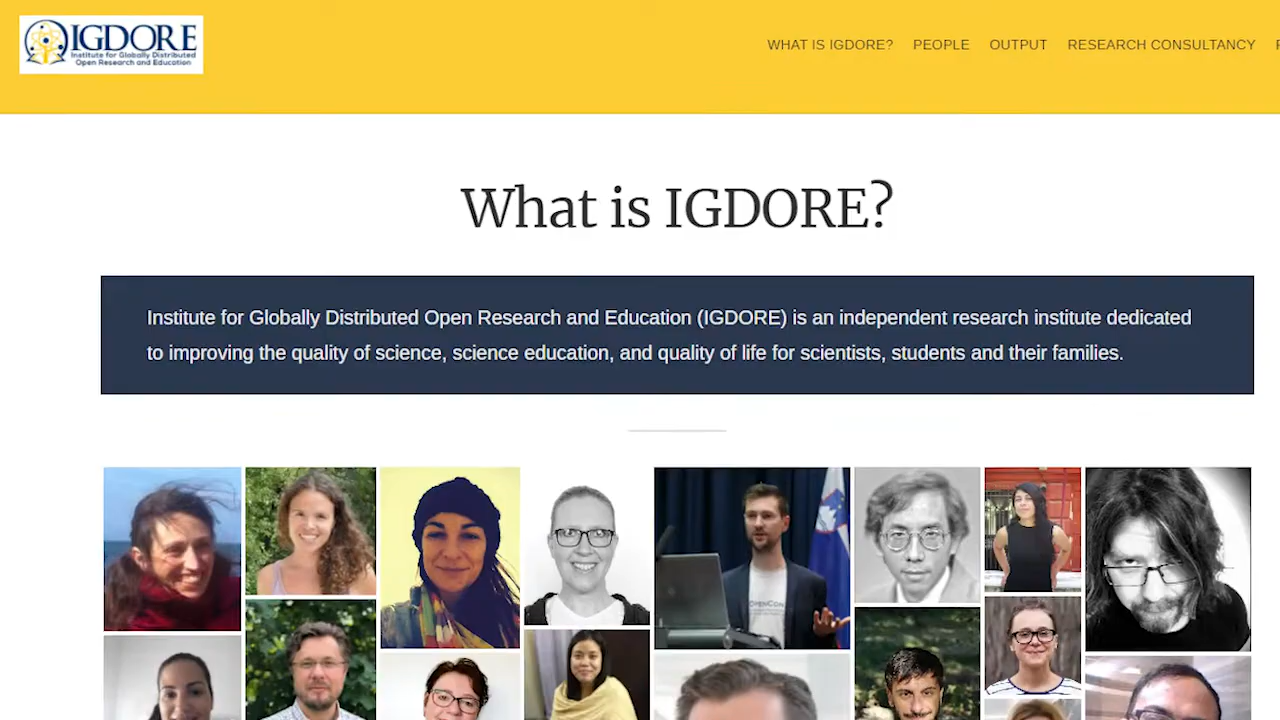 IGDORE
Institute for Globally Distributed
Open Research and Education
WHAT IS IGDORE? PEOPLE OUTPUT RESEARCH CONSULTANCY
What is IGDORE?
Institute for Globally Distributed Open Research and Education (IGDORE) is an independent research institute dedicated
to improving the quality of science, science education, and quality of life for scientists, students and their families.
OPENCON